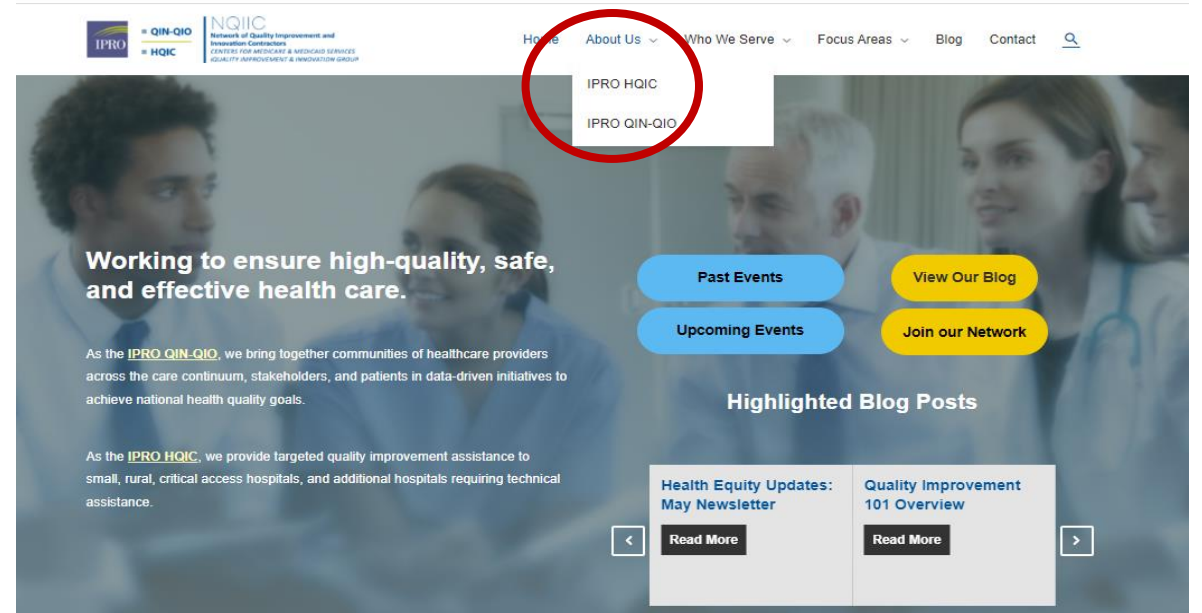 IPRO
QIN-QIO
HQIC
NQIIC
Network of Quality Improvement and
Innovation Contractors
CENTERS FOR MEDICARE & MEDICAID SERVICES
iQUALITY IMPROVEMENT & INNOVATION GROUP
Home About Us Who We Serve Focus Areas Blog Contact
IPRO HQIC
IPRO QIN-QIO
Working to ensure high-quality, safe,
and effective health care.
As the IPRO QIN-QIO, we bring together communities of healthcare providers
across the care continuum, stakeholders, and patients in data-driven initiatives to
achieve national health quality goals.
As the IPRO HQIC, we provide targeted quality improvement assistance to
small, rural, critical access hospitals, and additional hospitals requiring technical
assistance.
Past Events View Our Blog
Upcoming Events Join our Network
Highlighted Blog Posts
Health Equity Updates:
May Newsletter
Read More
Quality Improvement
101 Overview
Read More